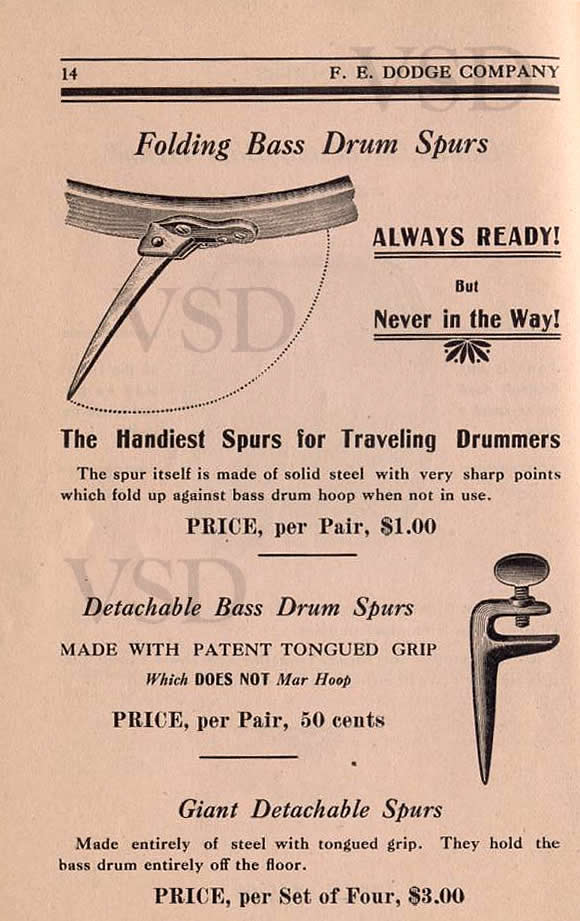 14 F. E. DODGE COMPANY
Folding Bass Drum Spurs
ALWAYS READY!
But
Never in the Way!
The Handiest Spurs for Traveling Drummers
The spur itself is made of solid steel with very sharp points
which fold up against bass drum hoop when not in use.
PRICE, per Pair, $1.00
Detachable Bass Drum Spurs
MADE WITH PATENT TONGUED GRIP
Which DOES NOT Mar Hoop
PRICE, per Pair, 50 cents
Giant Detachable Spurs
Made entirely of steel with tongued grip. They hold the
bass drum entirely off the floor.
PRICE, per Set of Four, $3.00
VSD
VSD
VSD